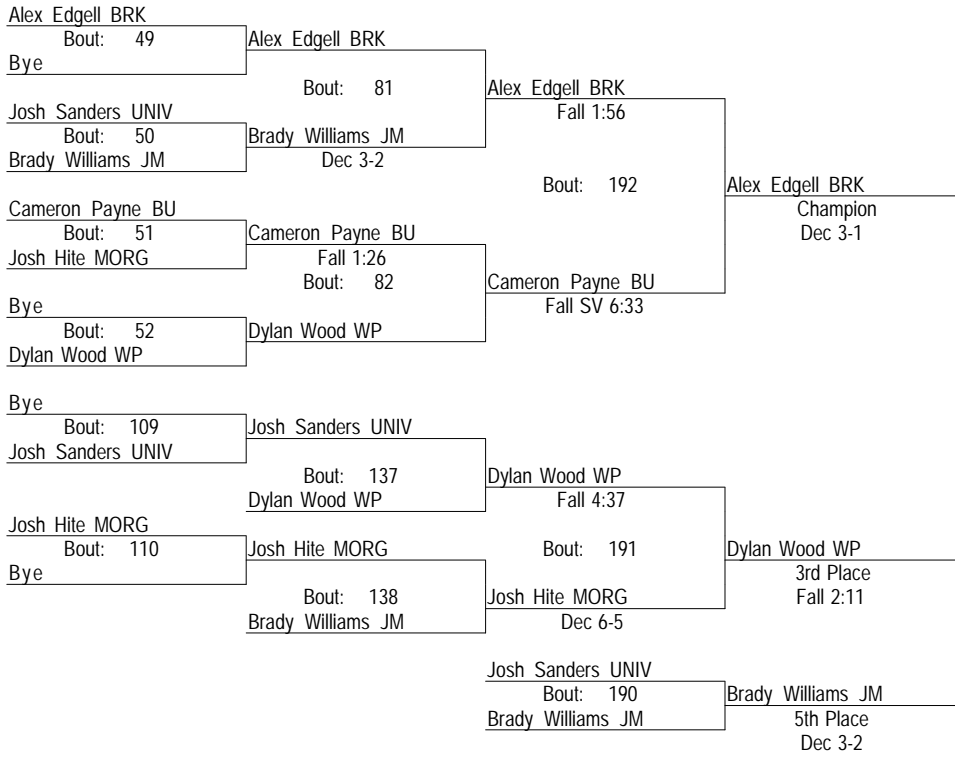 Alex Edgell BRK
Bout: 49
Bye
Alex Edgell BRK
Bout: 81
Josh Sanders UNIV
Bout: 50
Brady Williams JM
Brady Williams JM
Dec 3-2
Alex Edgell BRK
Fall 1:56
Bout: 192
Cameron Payne BU
Bout: 51
Josh Hite MORG
Cameron Payne BU
Fall 1:26
Bout: 82
Bye
Bout: 52
Dylan Wood WP
Dylan Wood WP
Cameron Payne BU
Fall SV 6:33
Alex Edgell BRK
Champion
Dec 3-1
Bye
Bout: 109
Josh Sanders UNIV
Josh Sanders UNIV
Bout: 137
Dylan Wood WP
Dylan Wood WP
Fall 4:37
Josh Hite MORG
Bout: 110
Bye
Josh Hite MORG
Bout: 138
Brady Williams JM
Bout: 191
Josh Hite MORG
Dec 6-5
Dylan Wood WP
3rd Place
Fall 2:11
Josh Sanders UNIV
Bout: 190
Brady Williams JM
Brady Williams JM
5th Place
Dec 3-2